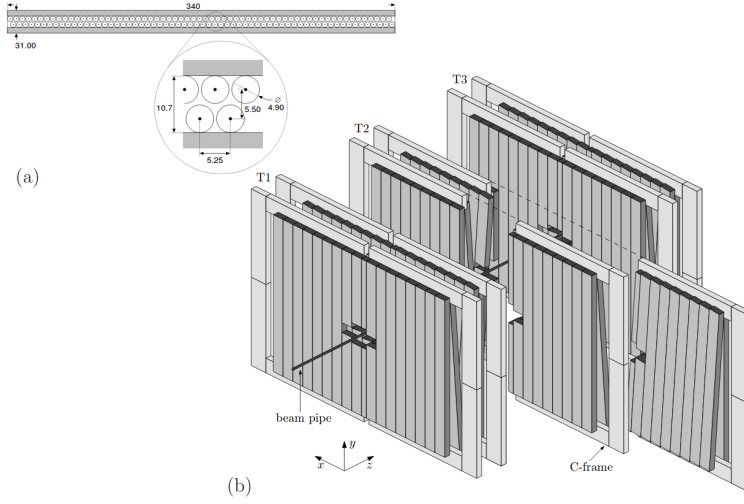 340
31.00
10.7
5.50
Ø
4.90
5.25
(a)
T3
T2
T1
beam pipe
y
x
z
C-frame
(b)